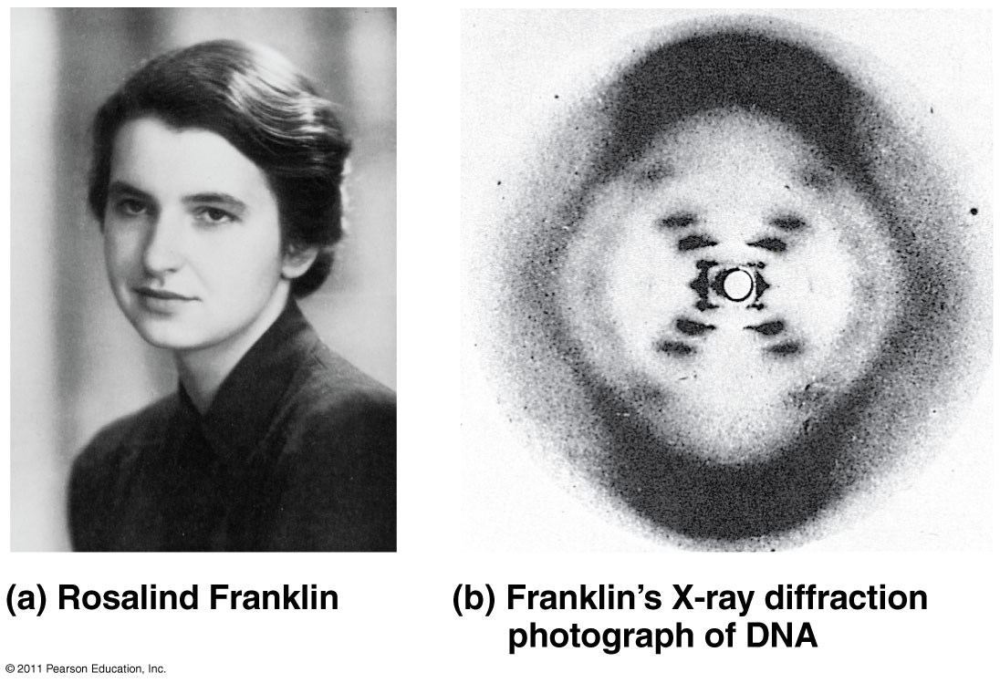 (a) Rosalind Franklin
(b) Franklin’s X-ray diffraction
photograph of DNA
© 2011 Pearson Education, Inc.